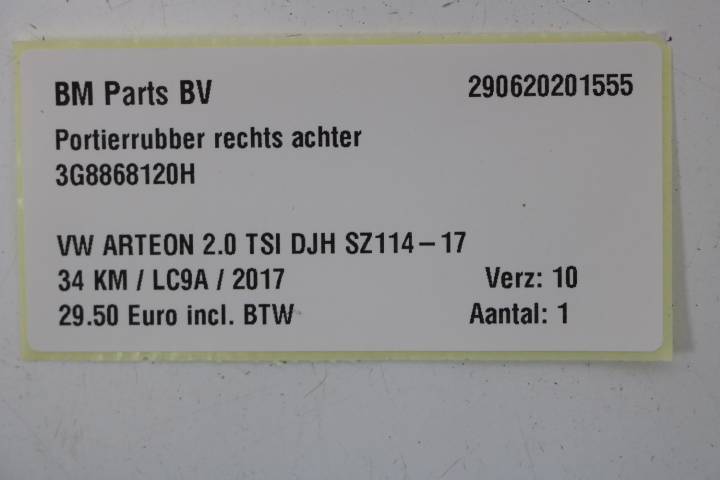 BM Parts BV 290620201555
Portierrubber rechts achter
3G8868120H
VW ARTEON 2.0 TSI DJH SZ114-17
34 KM / LC9A / 2017 Verz: 10
29.50 Euro incl. BTW Aantal: 1